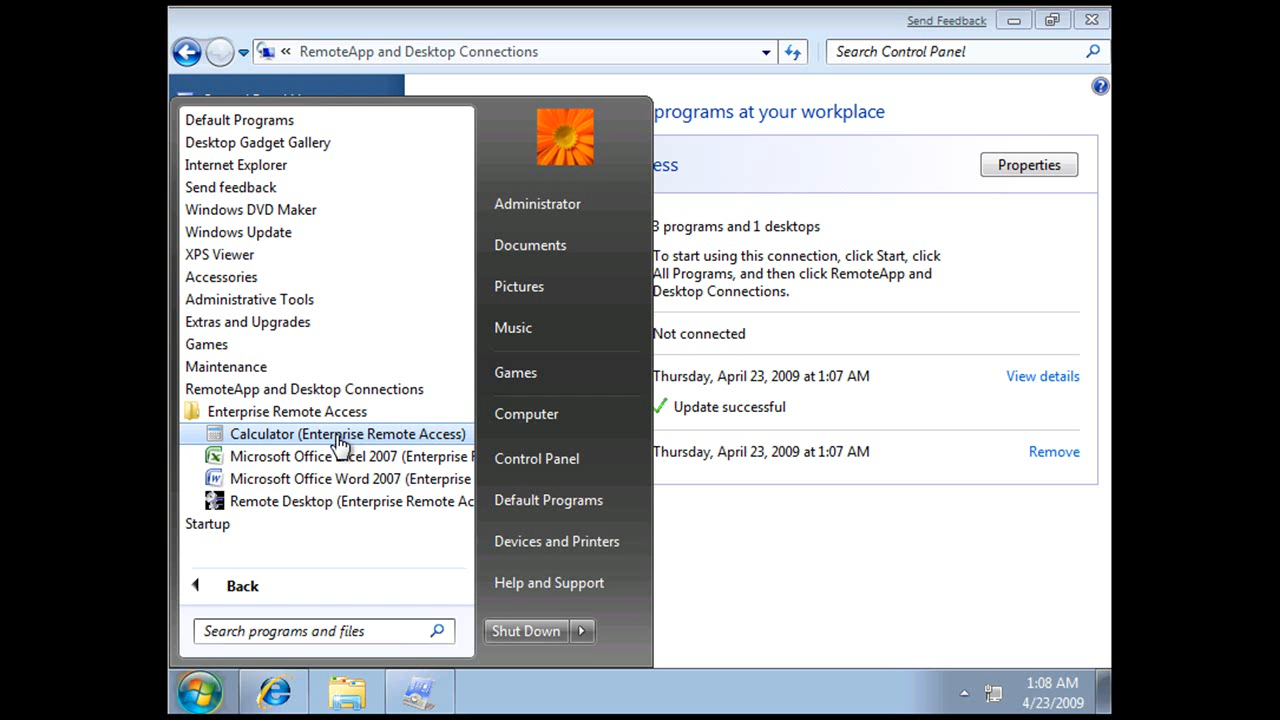 Send Feedback
« RemoteApp and Desktop Connections
Search Control Panel
programs at your workplace
ess
Properties
3 programs and 1 desktops
To start using this connection, click Start, click
All Programs, and then click RemoteApp and
Desktop Connections.
Not connected
Thursday, April 23, 2009 at 1:07 AM
View details
Update successful
Thursday, April 23, 2009 at 1:07 AM
Remove
Default Programs
Desktop Gadget Gallery
Internet Explorer
Send feedback
Windows DVD Maker
Windows Update
XPS Viewer
Accessories
Administrative Tools
Extras and Upgrades
Games
Maintenance
RemoteApp and Desktop Connections
Enterprise Remote Access
Calculator (Enterprise Remote Access)
Microsoft Office Excel 2007 (Enterprise R
Microsoft Office Word 2007 (Enterprise
Remote Desktop (Enterprise Remote Ac
Startup
Back
Search programs and files
Administrator
Documents
Pictures
Music
Games
Computer
Control Panel
Default Programs
Devices and Printers
Help and Support
Shut Down
1:08 AM
4/23/2009